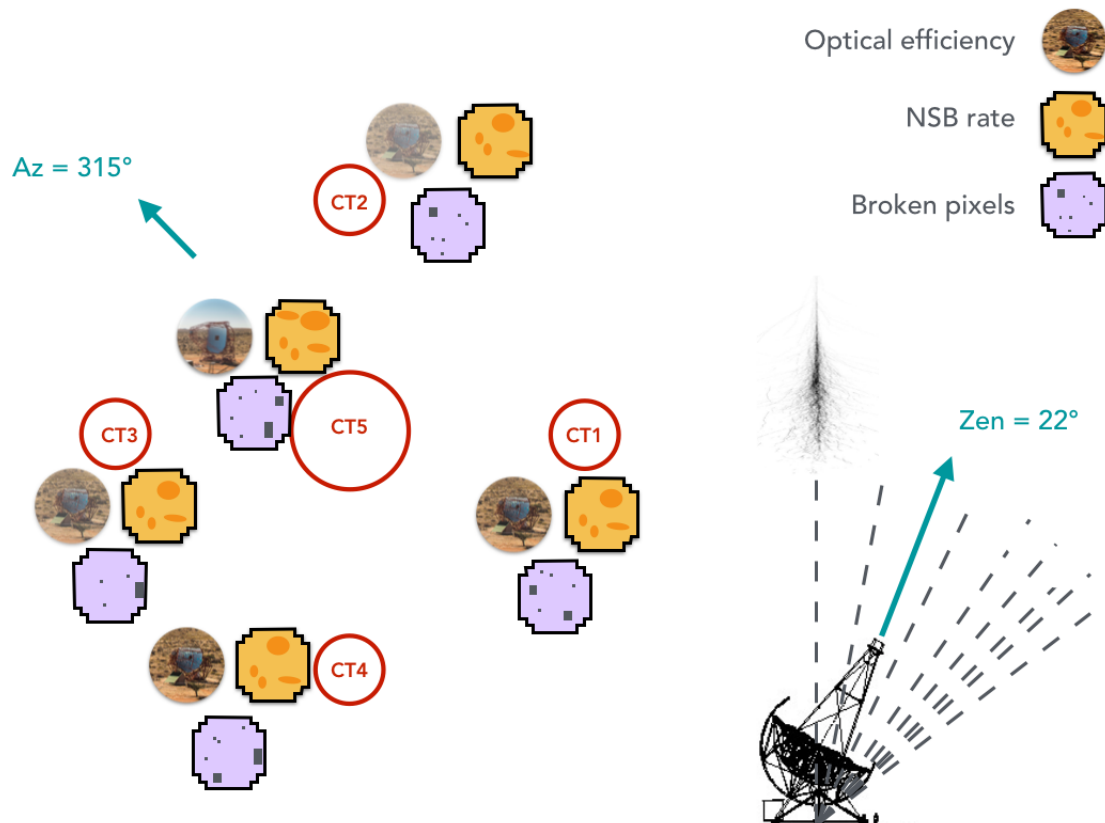 Optical efficiency
NSB rate
Az = 315°
CT2
Broken pixels
CT3
CT5
CT1
Zen = 22°
CT4